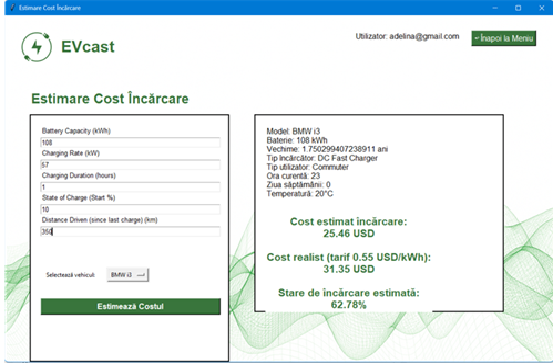 Estimare Cost Încărcare
EVcast
Utilizator: adelina@gmail.com
Înapoi la Meniu
Estimare Cost Încărcare
Battery Capacity (kWh)
108
Charging Rate (kW)
57
Charging Duration (hours)
1
State of Charge (Start %)
10
Distance Driven (since last charge) (km)
350
Selectează vehicul:
BMW i3
Estimează Costul
Model: BMW i3
Baterie: 108 kWh
Vechime: 1.750299407238911 ani
Tip încărcător: DC Fast Charger
Tip utilizator: Commuter
Ora curentă: 23
Ziua săptămânii: 0
Temperatură: 20°C
Cost estimat încărcare:
25.46 USD
Cost realist (tarif 0.55 USD/kWh):
31.35 USD
Stare de încărcare estimată:
62.78%